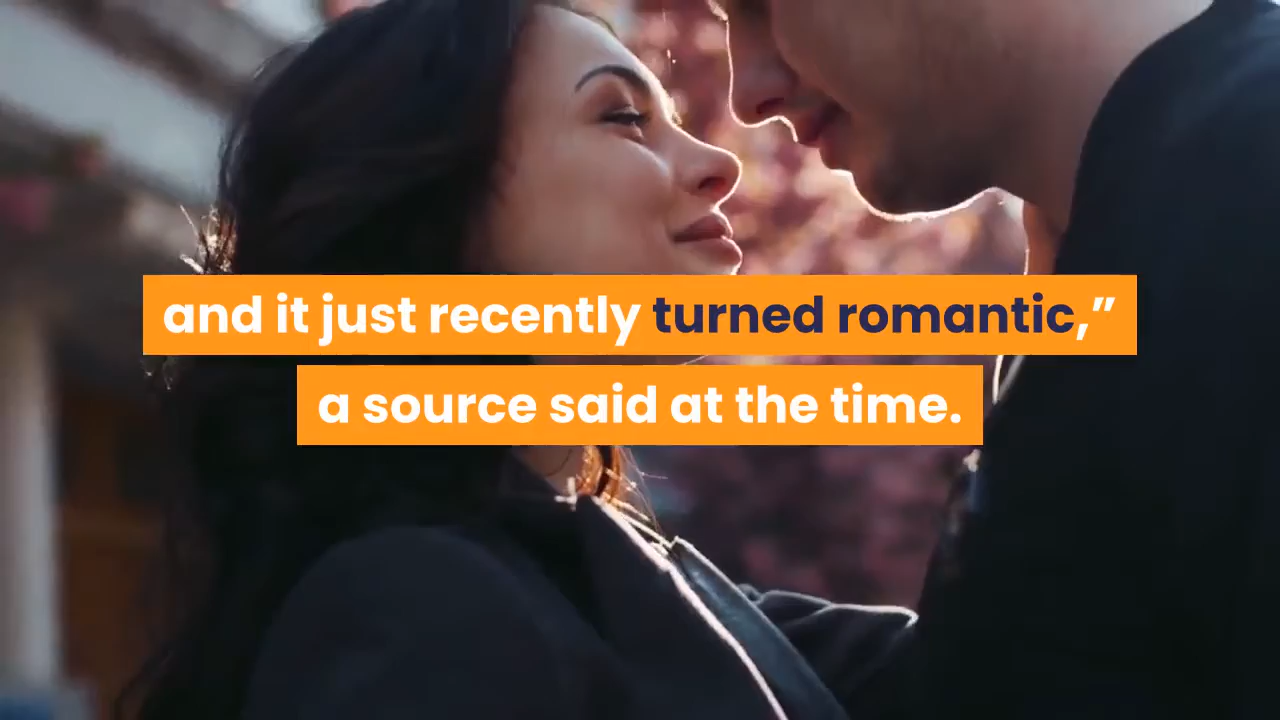 and it just recently turned romantic,”
a source said at the time.